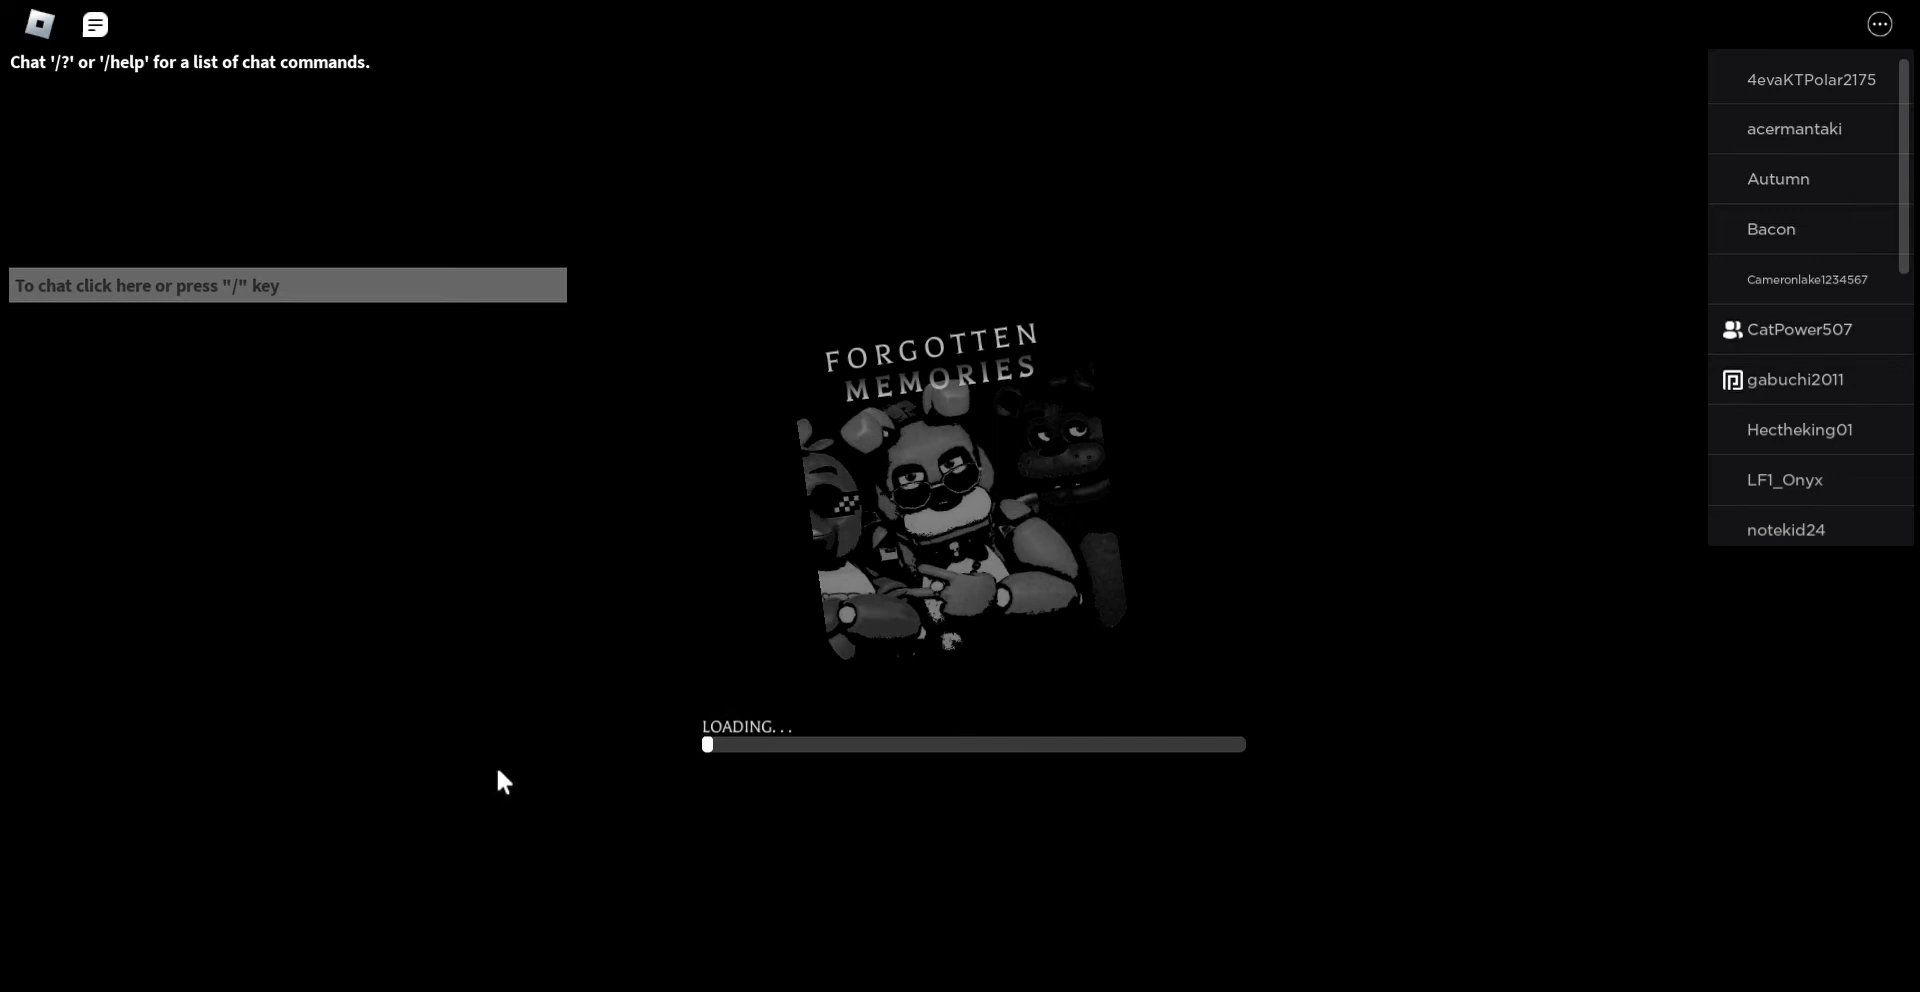 Chat '/?' or '/help' for a list of chat commands.
To chat click here or press "/" key
FORGOTTEN
MEMORIES
LOADING...
4evaKTPolar2175
acermantaki
Autumn
Bacon
Cameronlake1234567
CatPower507
gabuchi2011
Hectheking01
LF1_Onyx
notekid24